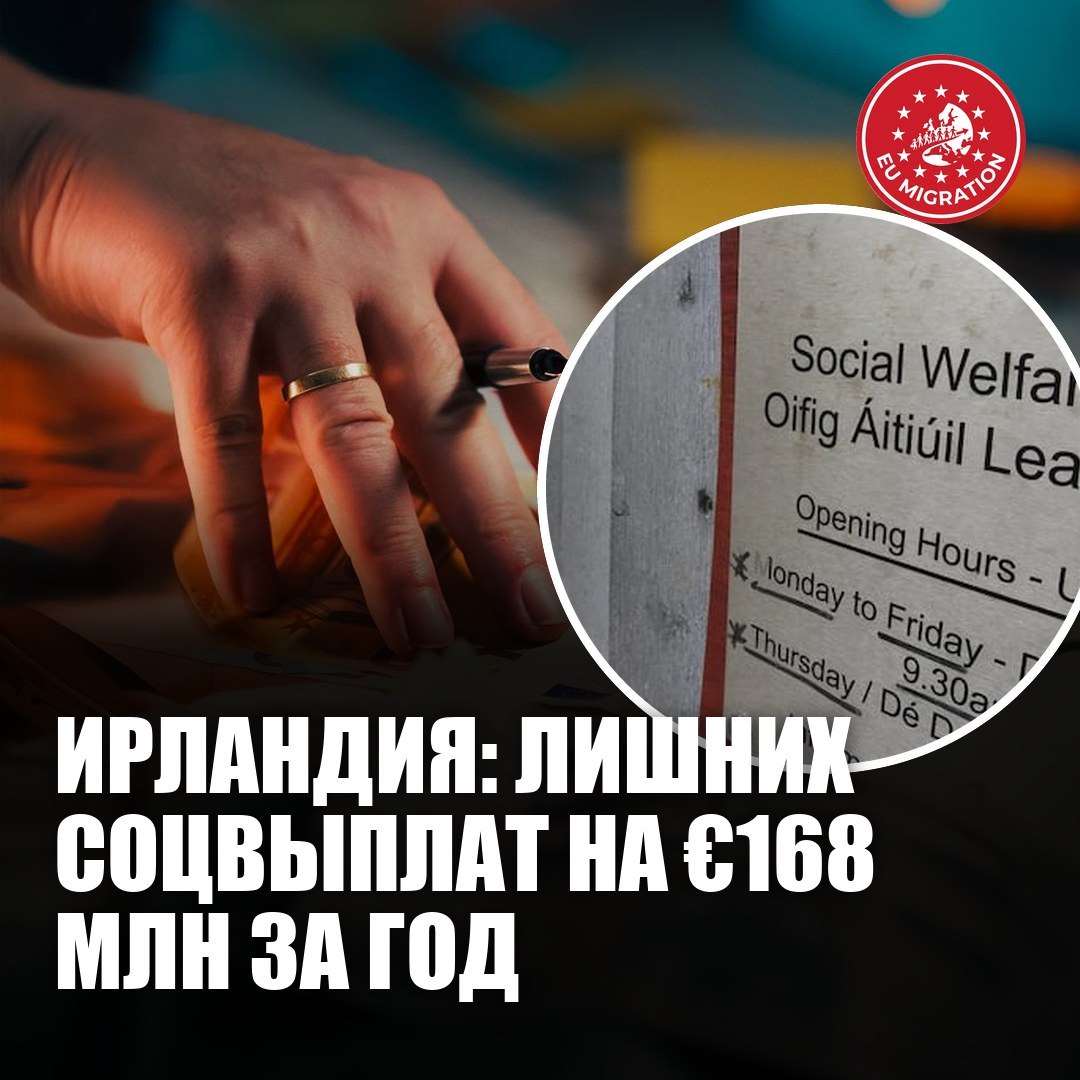 EU MIGRATION
Social Welfar
Oifig Áitiúil Lea
Opening Hours - U
Monday to Friday - D
9.30a
Thursday / Dé D
ИРЛАНДИЯ: ЛИШНИХ
СОЦВЫПЛАТ НА €168
МЛН ЗА ГОД